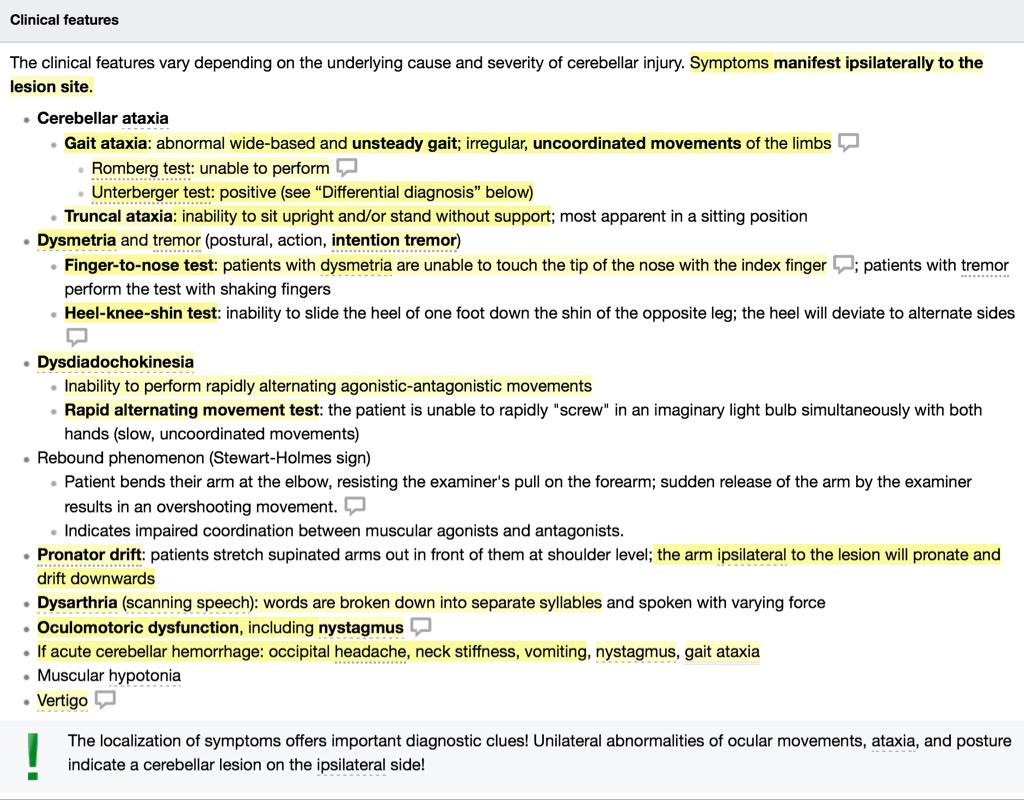 Clinical features
The clinical features vary depending on the underlying cause and severity of cerebellar injury. Symptoms manifest ipsilaterally to the
lesion site.
Cerebellar ataxia
Gait ataxia: abnormal wide-based and unsteady gait; irregular, uncoordinated movements of the limbs
Romberg test: unable to perform
Unterberger test: positive (see “Differential diagnosis” below)
Truncal ataxia: inability to sit upright and/or stand without support; most apparent in a sitting position
Dysmetria and tremor (postural, action, intention tremor)
Finger-to-nose test: patients with dysmetria are unable to touch the tip of the nose with the index finger ; patients with tremor
perform the test with shaking fingers
Heel-knee-shin test: inability to slide the heel of one foot down the shin of the opposite leg; the heel will deviate to alternate sides
Dysdiadochokinesia
Inability to perform rapidly alternating agonistic-antagonistic movements
Rapid alternating movement test: the patient is unable to rapidly "screw" in an imaginary light bulb simultaneously with both
hands (slow, uncoordinated movements)
Rebound phenomenon (Stewart-Holmes sign)
Patient bends their arm at the elbow, resisting the examiner's pull on the forearm; sudden release of the arm by the examiner
results in an overshooting movement.
Indicates impaired coordination between muscular agonists and antagonists.
Pronator drift: patients stretch supinated arms out in front of them at shoulder level; the arm ipsilateral to the lesion will pronate and
drift downwards
Dysarthria (scanning speech): words are broken down into separate syllables and spoken with varying force
Oculomotoric dysfunction, including nystagmus
If acute cerebellar hemorrhage: occipital headache, neck stiffness, vomiting, nystagmus, gait ataxia
Muscular hypotonia
Vertigo
The localization of symptoms offers important diagnostic clues! Unilateral abnormalities of ocular movements, ataxia, and posture
indicate a cerebellar lesion on the ipsilateral side!